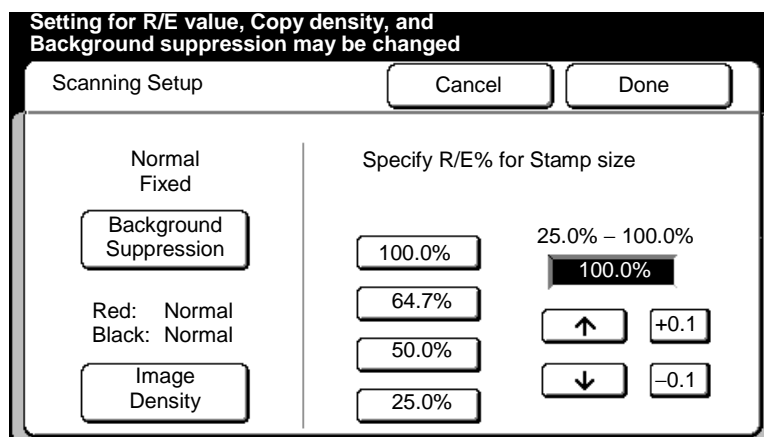 Setting for R/E value, Copy density, and
Background suppression may be changed
Scanning Setup
Cancel
Done
Normal
Fixed
Background
Suppression
Red: Normal
Black: Normal
Image
Density
Specify R/E% for Stamp size
100.0%
64.7%
50.0%
25.0%
25.0% – 100.0%
100.0%
↑
+0.1
↓
–0.1